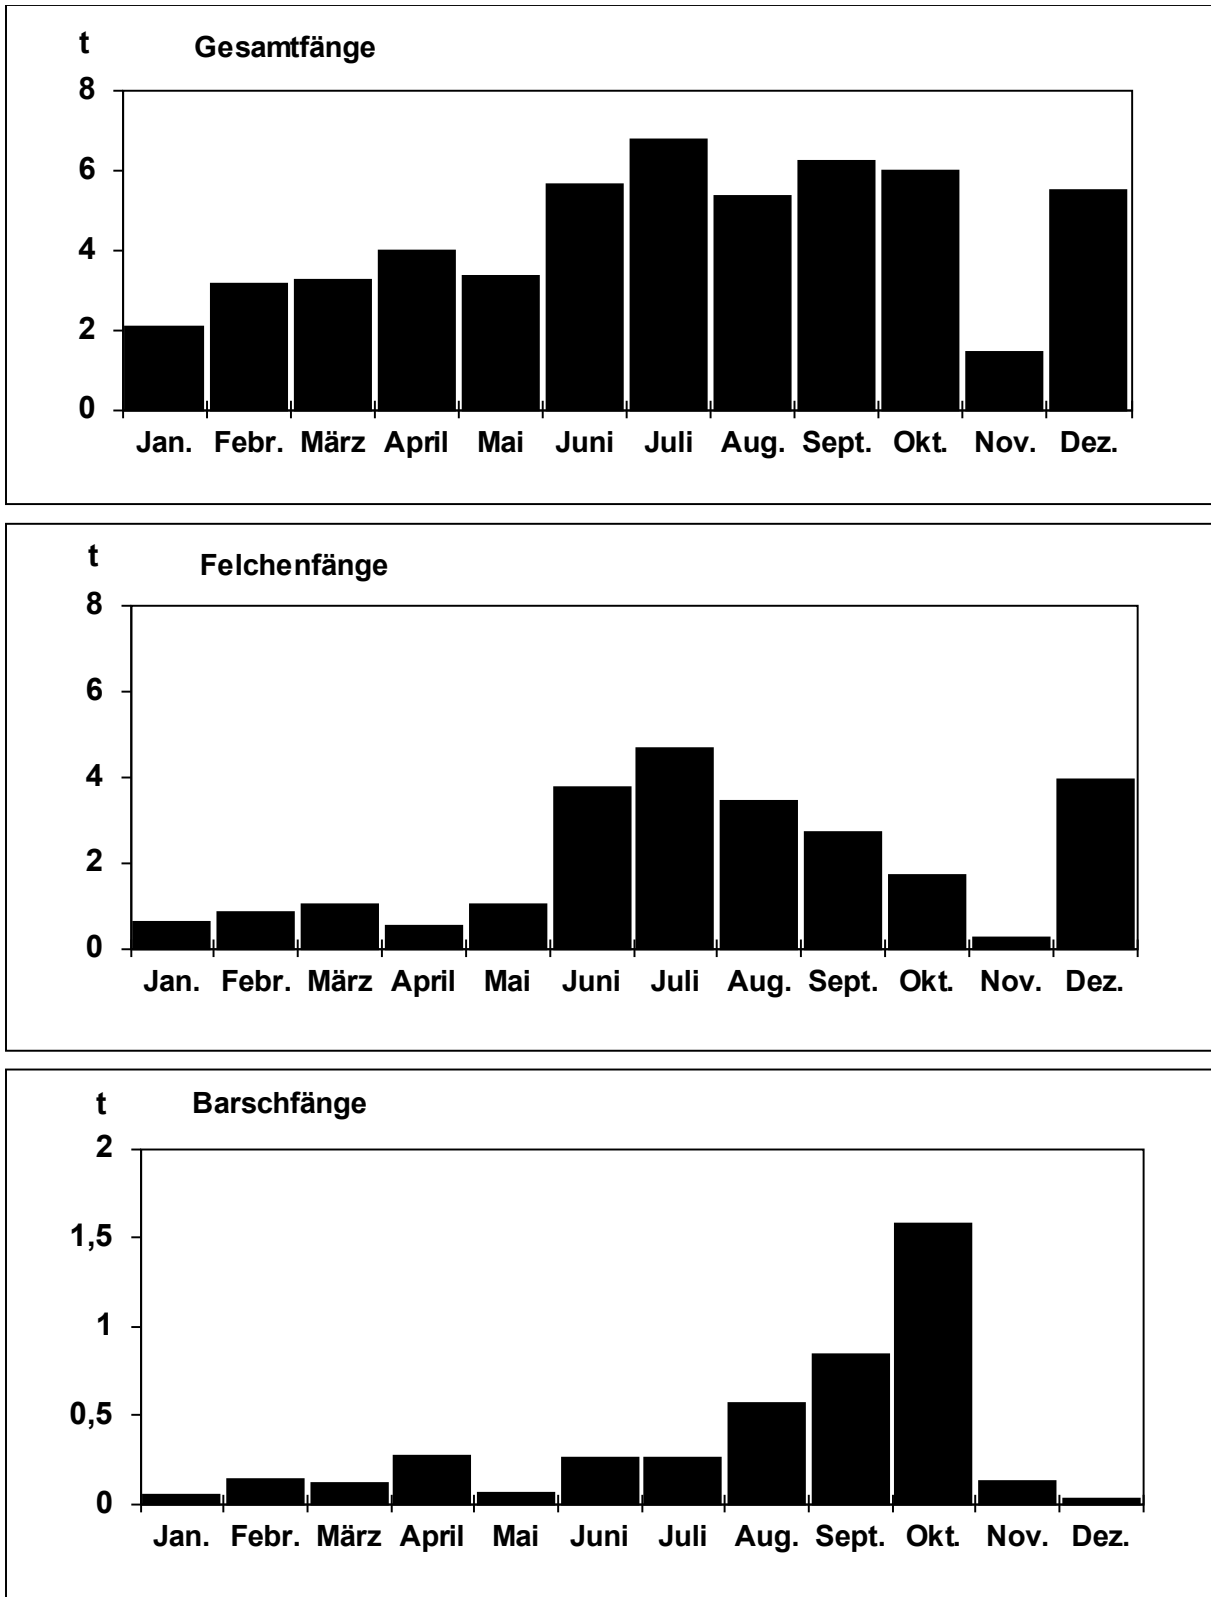 t Gesamtfänge
8
6
4
2
0
Jan. Febr. März April Mai Juni Juli Aug. Sept. Okt. Nov. Dez.
t Felchenfänge
8
6
4
2
0
Jan. Febr. März April Mai Juni Juli Aug. Sept. Okt. Nov. Dez.
t Barschfänge
2
1,5
1
0,5
0
Jan. Febr. März April Mai Juni Juli Aug. Sept. Okt. Nov. Dez.